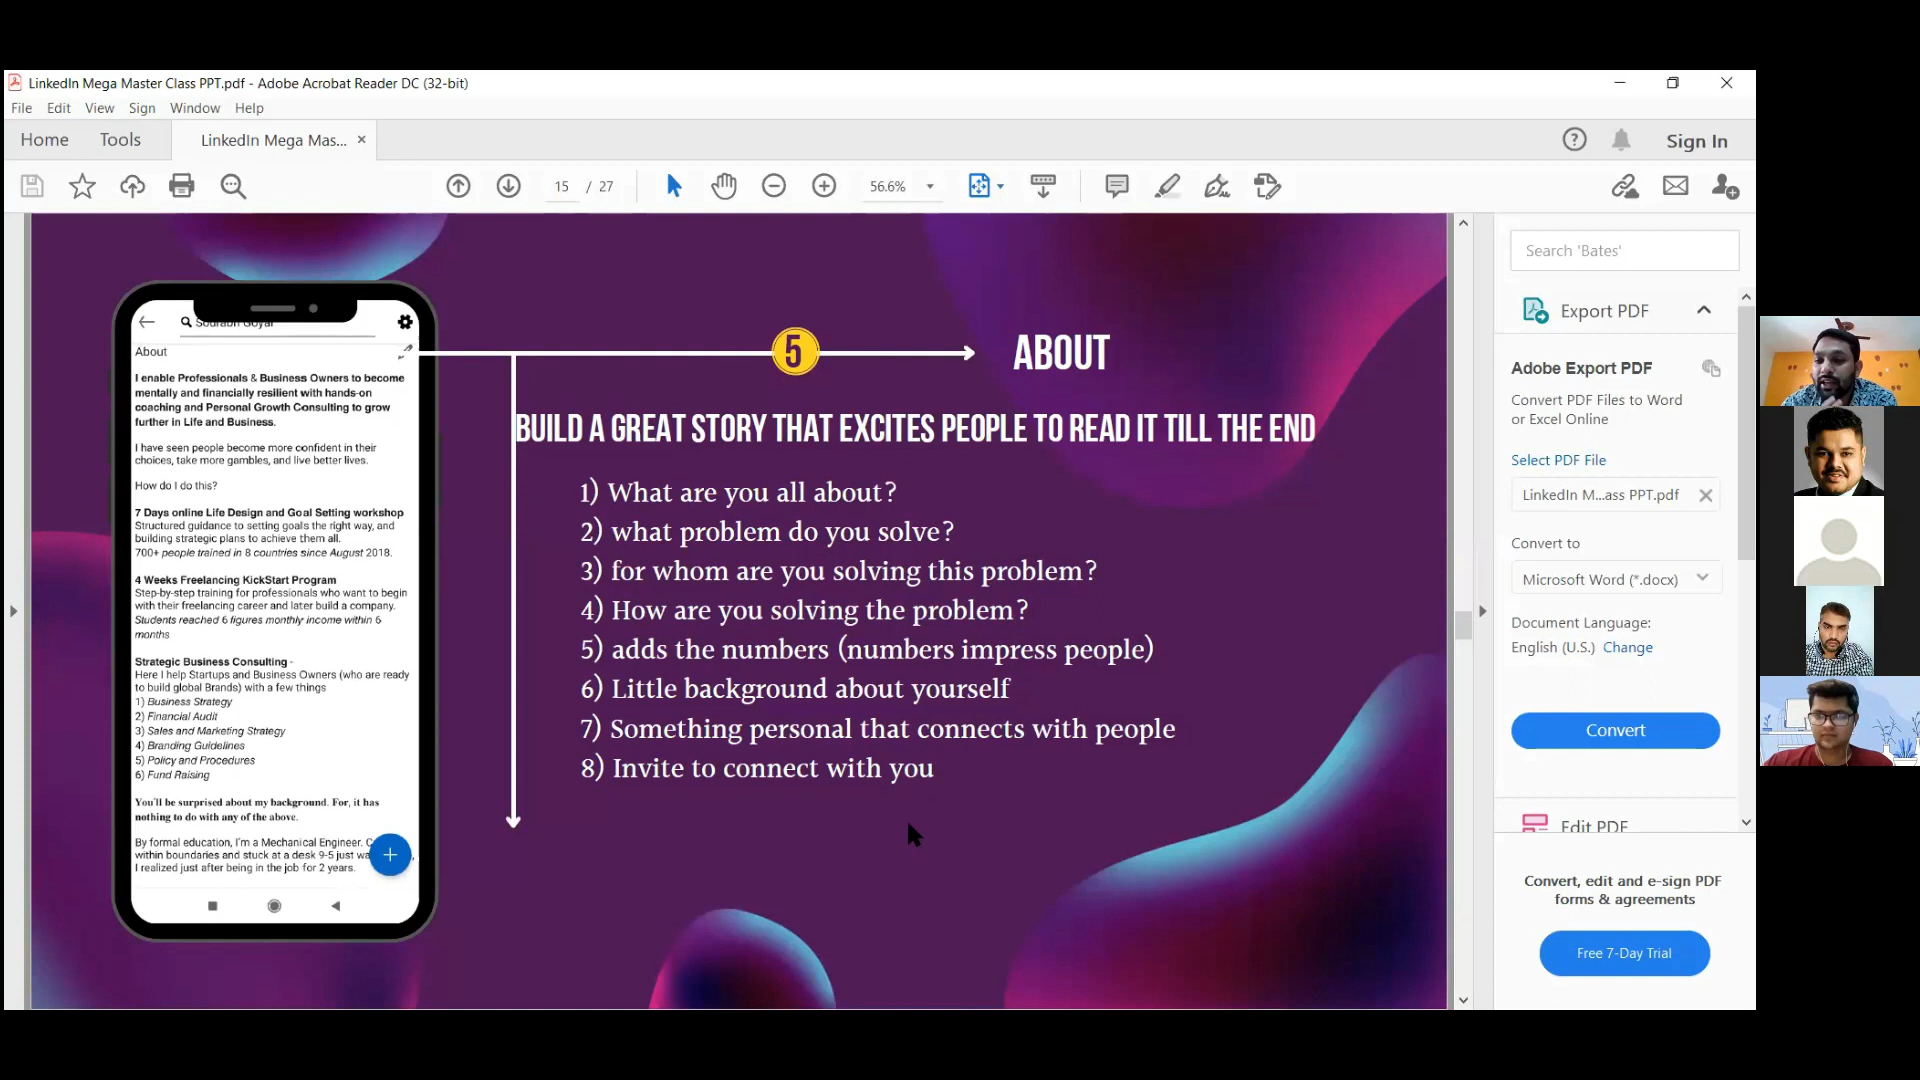 LinkedIn Mega Master Class PPT.pdf - Adobe Acrobat Reader DC (32-bit)
File Edit View Sign Window Help
Home Tools LinkedIn Mega Mas... × Sign In
15 / 27 56.6%
Sourabh Goyal
About
I enable Professionals & Business Owners to become
mentally and financially resilient with hands-on
coaching and Personal Growth Consulting to grow
further in Life and Business.
I have seen people become more confident in their
choices, take more gambles, and live better lives.
How do I do this?
7 Days online Life Design and Goal Setting workshop
Structured guidance to setting goals the right way, and
building strategic plans to achieve them all.
700+ people trained in 8 countries since August 2018.
4 Weeks Freelancing KickStart Program
Step-by-step training for professionals who want to begin
with their freelancing career and later build a company.
Students reached 6 figures monthly income within 6
months
Strategic Business Consulting -
Here I help Startups and Business Owners (who are ready
to build global Brands) with a few things
1) Business Strategy
2) Financial Audit
3) Sales and Marketing Strategy
4) Branding Guidelines
5) Policy and Procedures
6) Fund Raising
You'll be surprised about my background. For, it has
nothing to do with any of the above.
By formal education, I'm a Mechanical Engineer.
within boundaries and stuck at a desk 9-5 just
I realized just after being in the job for 2 years.
5
ABOUT
BUILD A GREAT STORY THAT EXCITES PEOPLE TO READ IT TILL THE END
1) What are you all about?
2) what problem do you solve?
3) for whom are you solving this problem?
4) How are you solving the problem?
5) adds the numbers (numbers impress people)
6) Little background about yourself
7) Something personal that connects with people
8) Invite to connect with you
Search 'Bates'
Export PDF
Adobe Export PDF
Convert PDF Files to Word
or Excel Online
Select PDF File
LinkedIn M...ass PPT.pdf
Convert to
Microsoft Word (*.docx)
Document Language:
English (U.S.) Change
Convert
Edit PDF
Convert, edit and e-sign PDF
forms & agreements
Free 7-Day Trial